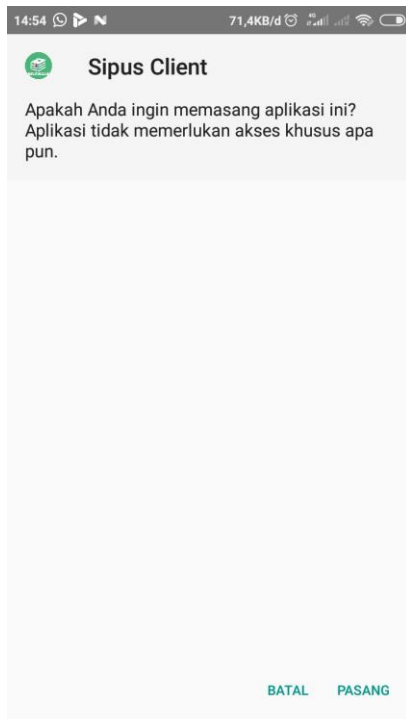 14:54 71,4KB/d 4G
Sipus Client
Apakah Anda ingin memasang aplikasi ini?
Aplikasi tidak memerlukan akses khusus apa
pun.
BATAL PASANG